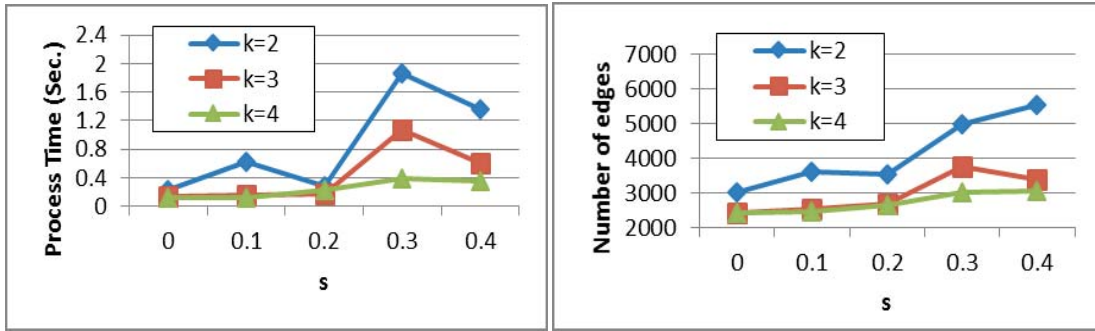 Process Time (Sec.)
2.4
2
1.6
1.2
0.8
0.4
0
k=2
k=3
k=4
0 0.1 0.2 0.3 0.4
s
Number of edges
7000
6000
5000
4000
3000
2000
k=2
k=3
k=4
0 0.1 0.2 0.3 0.4
s